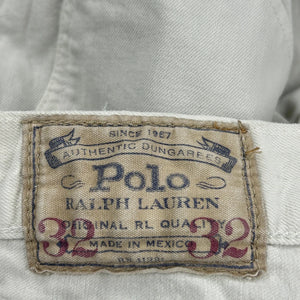 SINCE 1967
AUTHENTIC DUNGAREES
Polo
RALPH LAUREN
ORIGINAL RL QUALITY
32 32
MADE IN MEXICO